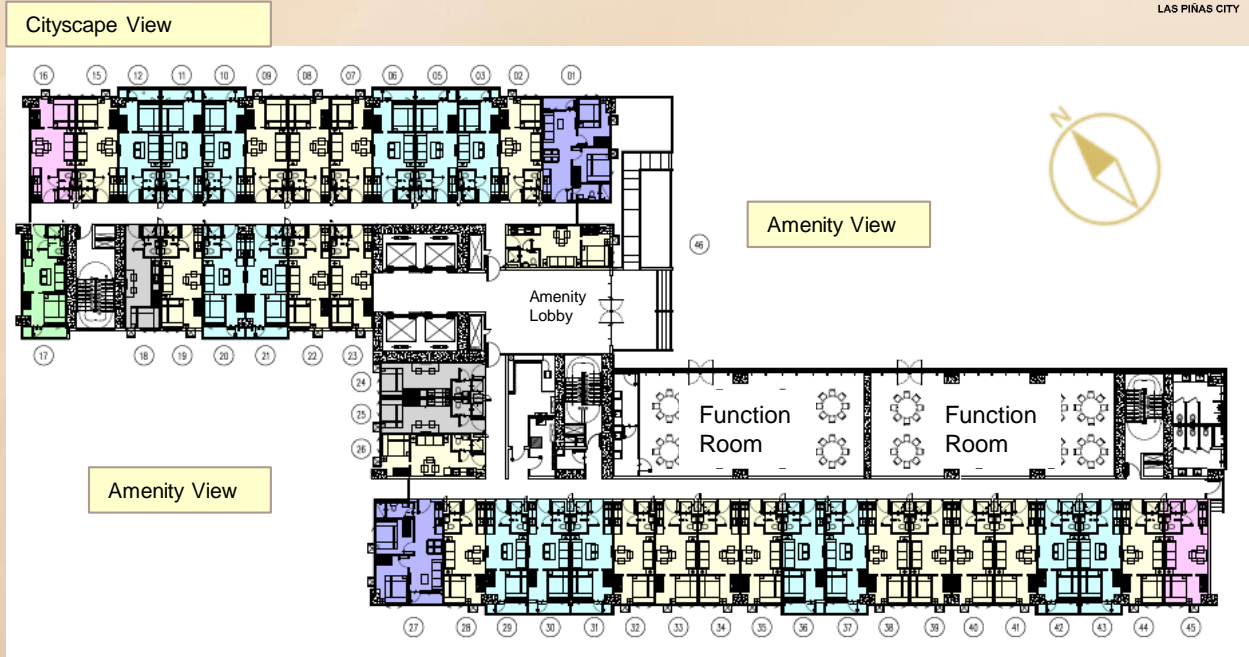 LAS PIÑAS CITY
Cityscape View
16 15 12 11 10 09 08 07 06 05 03 02 01
N
Amenity View
46
Amenity
Lobby
17 18 19 20 21 22 23
24
25
26
Function
Room
Function
Room
Amenity View
27 28 29 30 31 32 33 34 35 36 37 38 39 40 41 42 43 44 45